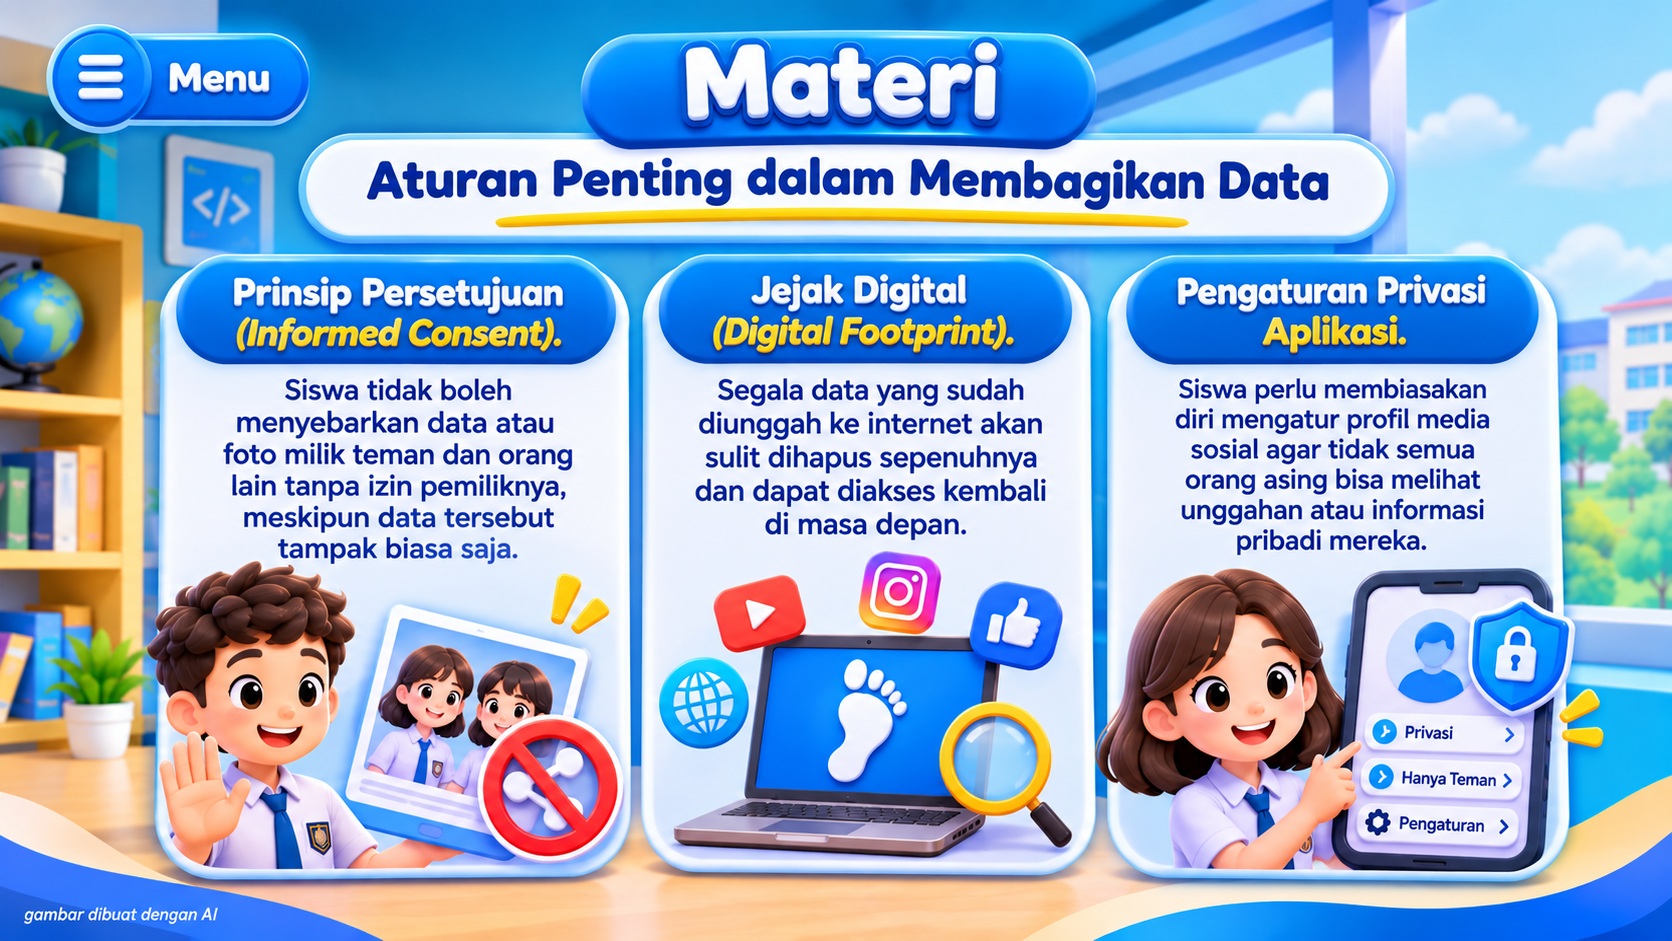 Menu
Materi
Aturan Penting dalam Membagikan Data
Prinsip Persetujuan
(Informed Consent).
Siswa tidak boleh
menyebarkan data atau
foto milik teman dan orang
lain tanpa izin pemiliknya,
meskipun data tersebut
tampak biasa saja.
Jejak Digital
(Digital Footprint).
Segala data yang sudah
diunggah ke internet akan
sulit dihapus sepenuhnya
dan dapat diakses kembali
di masa depan.
Pengaturan Privasi
Aplikasi.
Siswa perlu membiasakan
diri mengatur profil media
sosial agar tidak semua
orang asing bisa melihat
unggahan atau informasi
pribadi mereka.
Privasi
Hanya Teman
Pengaturan
gambar dibuat dengan AI